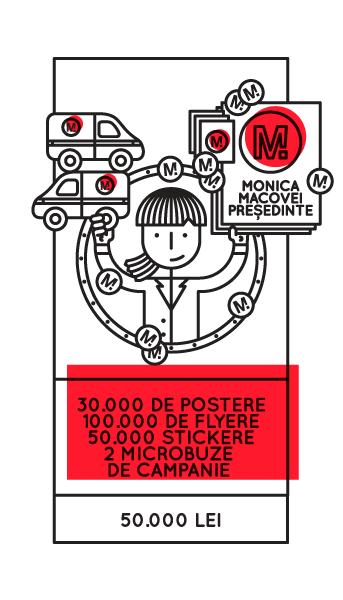 M.
M.
M.
M.
M.
M.
M.
M.
M.
M.
MONICA
MACOVEI
PREȘEDINTE
M.
M.
M.
M.
30.000 DE POSTERE
100.000 DE FLYERE
50.000 STICKERE
2 MICROBUZE
DE CAMPANIE
50.000 LEI